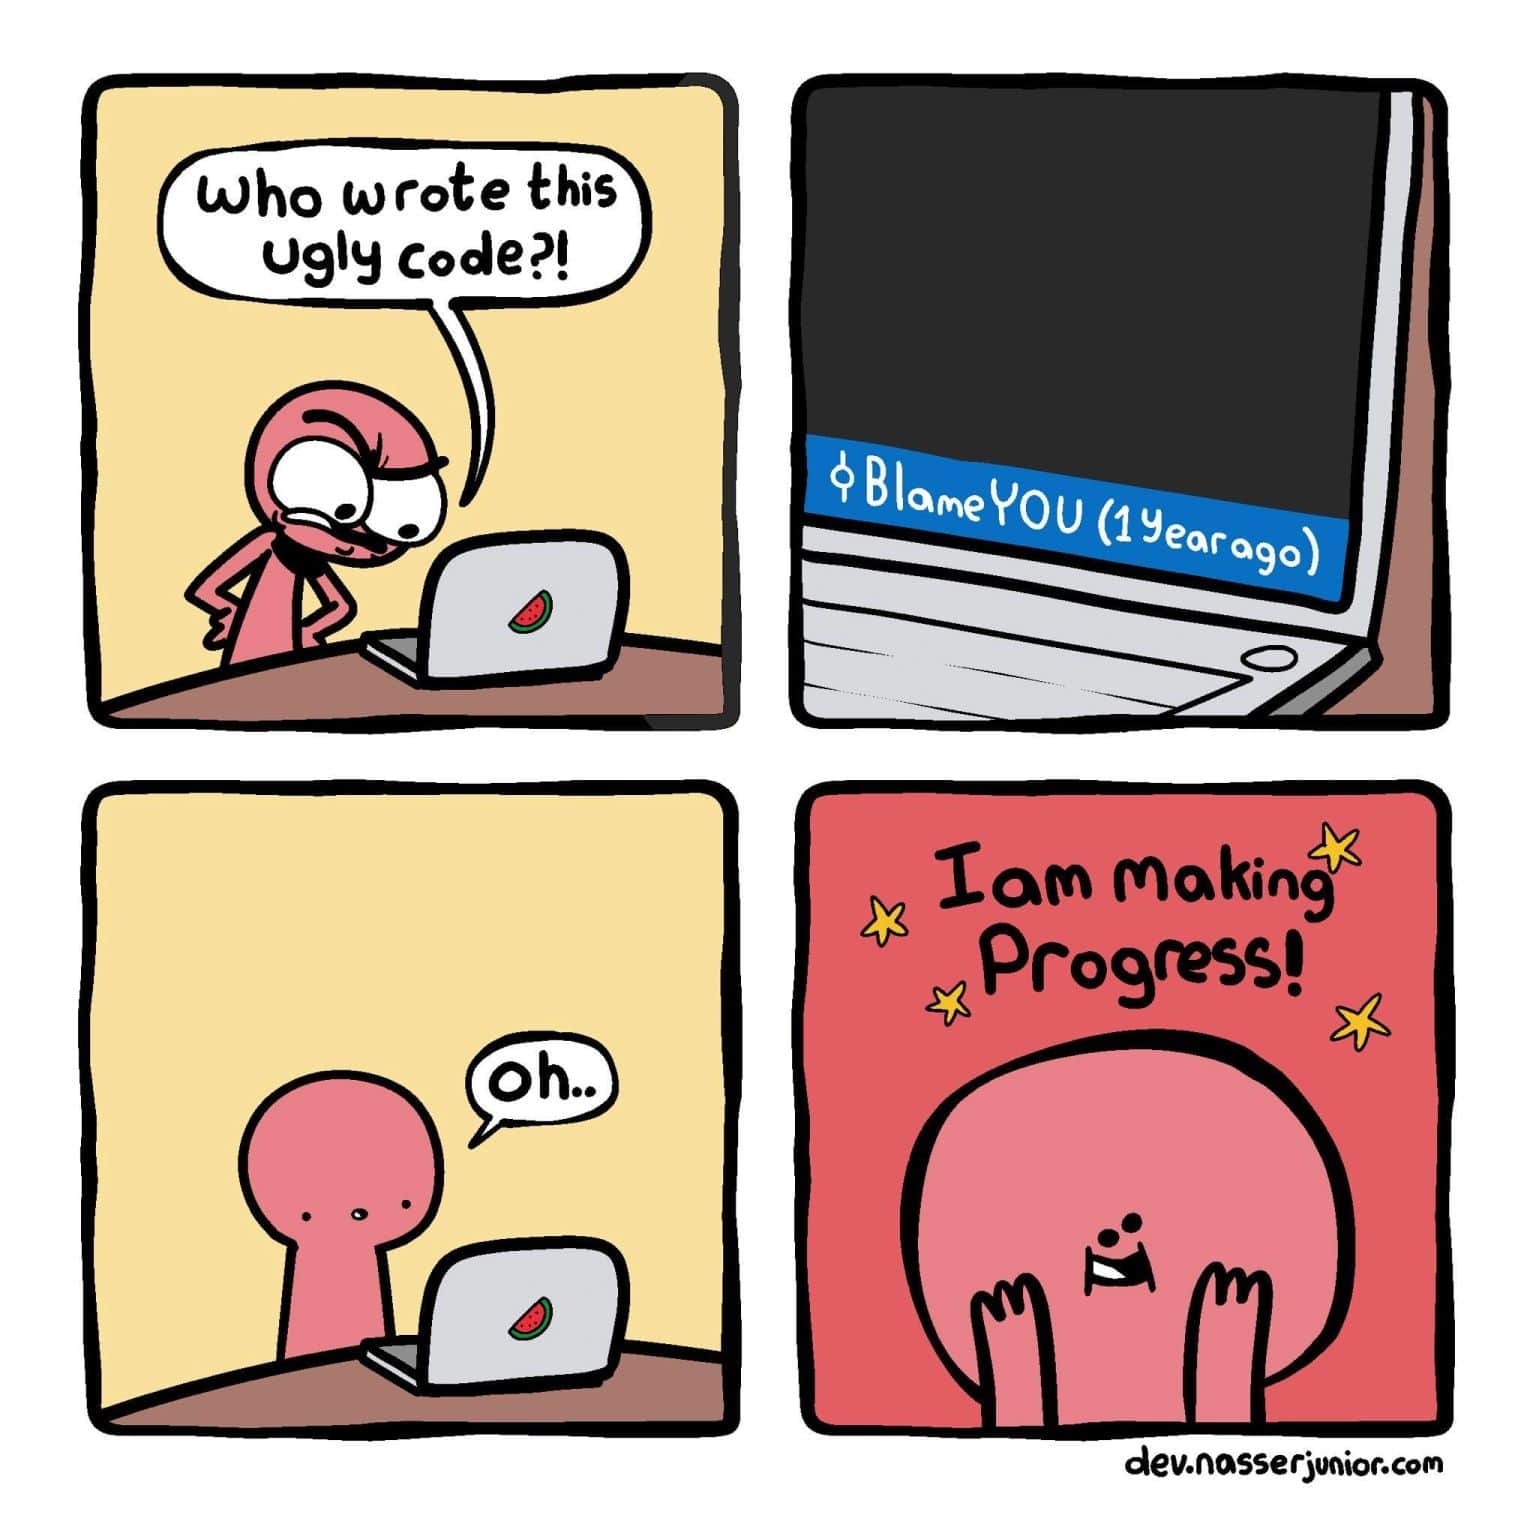 Who wrote this
ugly code?!
Blame YOU (1 Year ago)
Oh..
I am making
Progress!
dev.nasserjunior.com